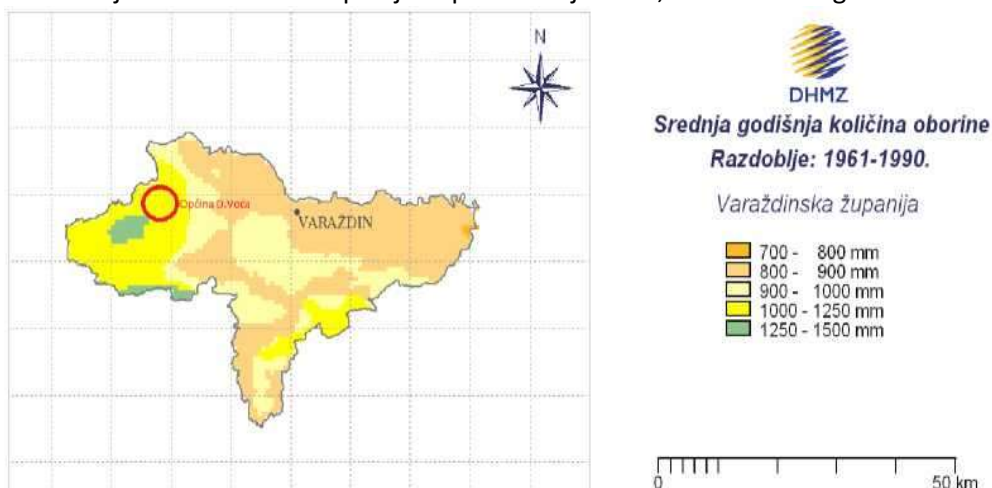 N
Općina D.Voća
VARAŽDIN
DHMZ
Srednja godišnja količina oborine
Razdoblje: 1961-1990.
Varaždinska županija
700 - 800 mm
800 - 900 mm
900 - 1000 mm
1000 - 1250 mm
1250 - 1500 mm
0 50 km